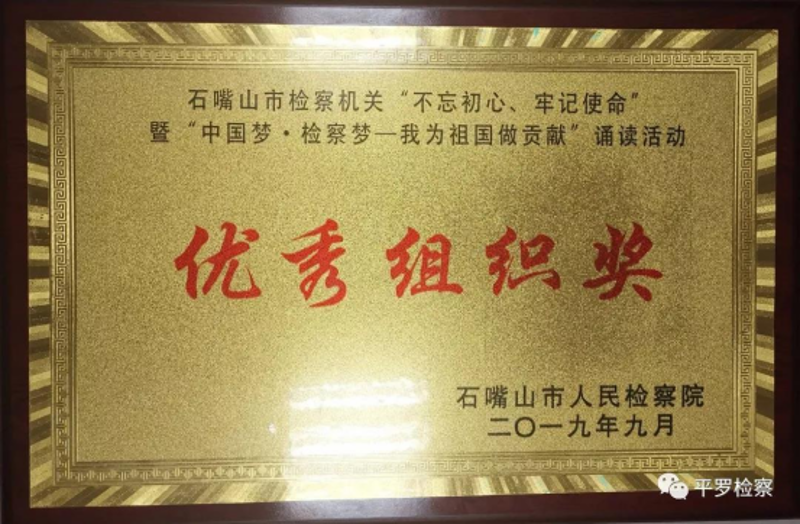 石嘴山市检察机关“不忘初心、牢记使命”
暨“中国梦·检察梦—我为祖国做贡献”诵读活动
优秀组织奖
石嘴山市人民检察院
二〇一九年九月
平罗检察